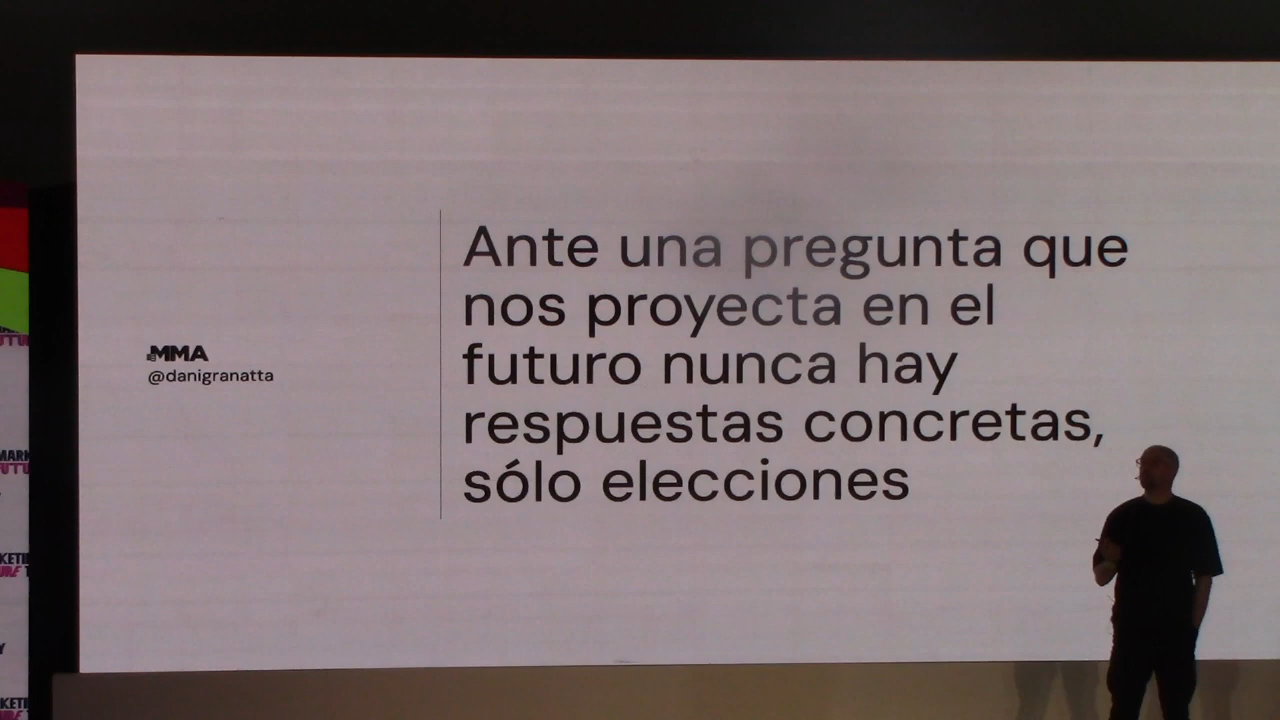 MMA
@danigranatta
Ante una pregunta que
nos proyecta en el
futuro nunca hay
respuestas concretas,
sólo elecciones